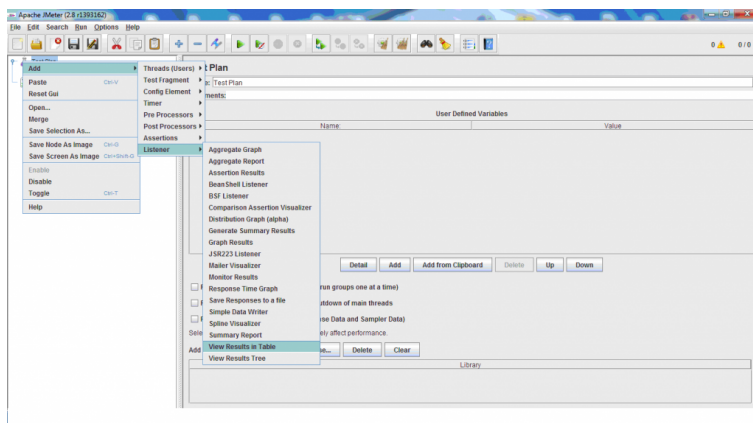 Apache JMeter (2.8 r1393162)
File Edit Search Run Options Help
0 0/0
Add
Paste Ctrl-V
Reset Gui
Open...
Merge
Save Selection As...
Save Node As Image Ctrl-G
Save Screen As Image Ctrl+Shift-G
Enable
Disable
Toggle Ctrl-T
Help
Threads (Users)
Test Fragment
Config Element
Timer
Pre Processors
Post Processors
Assertions
Listener
Aggregate Graph
Aggregate Report
Assertion Results
BeanShell Listener
BSF Listener
Comparison Assertion Visualizer
Distribution Graph (alpha)
Generate Summary Results
Graph Results
JSR223 Listener
Mailer Visualizer
Monitor Results
Response Time Graph
Save Responses to a file
Simple Data Writer
Spline Visualizer
Summary Report
View Results in Table
View Results Tree
Plan
Test Plan
ments:
User Defined Variables
Name: Value
Detail Add Add from Clipboard Delete Up Down
run groups one at a time)
utdown of main threads
se Data and Sampler Data)
Sele ely affect performance.
Add Delete Clear
Library